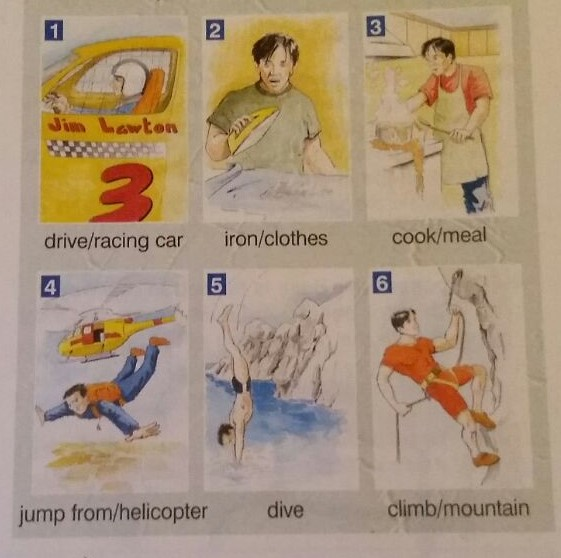 1
Jim Lawton
3
drive/racing car
2
iron/clothes
3
cook/meal
4
jump from/helicopter
5
dive
6
climb/mountain